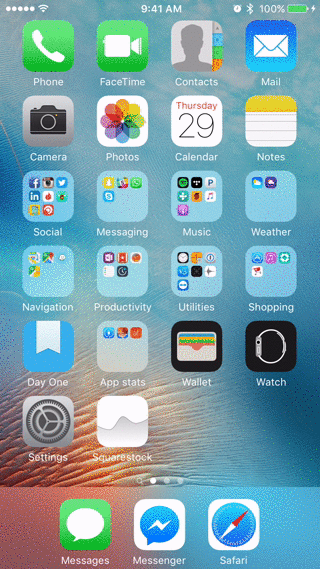 9:41 AM 100%
Phone FaceTime Contacts Mail
Camera Photos Calendar Notes
Thursday
29
Social Messaging Music Weather
Navigation Productivity Utilities Shopping
Day One App stats Wallet Watch
Settings Squarestock
Messages Messenger Safari